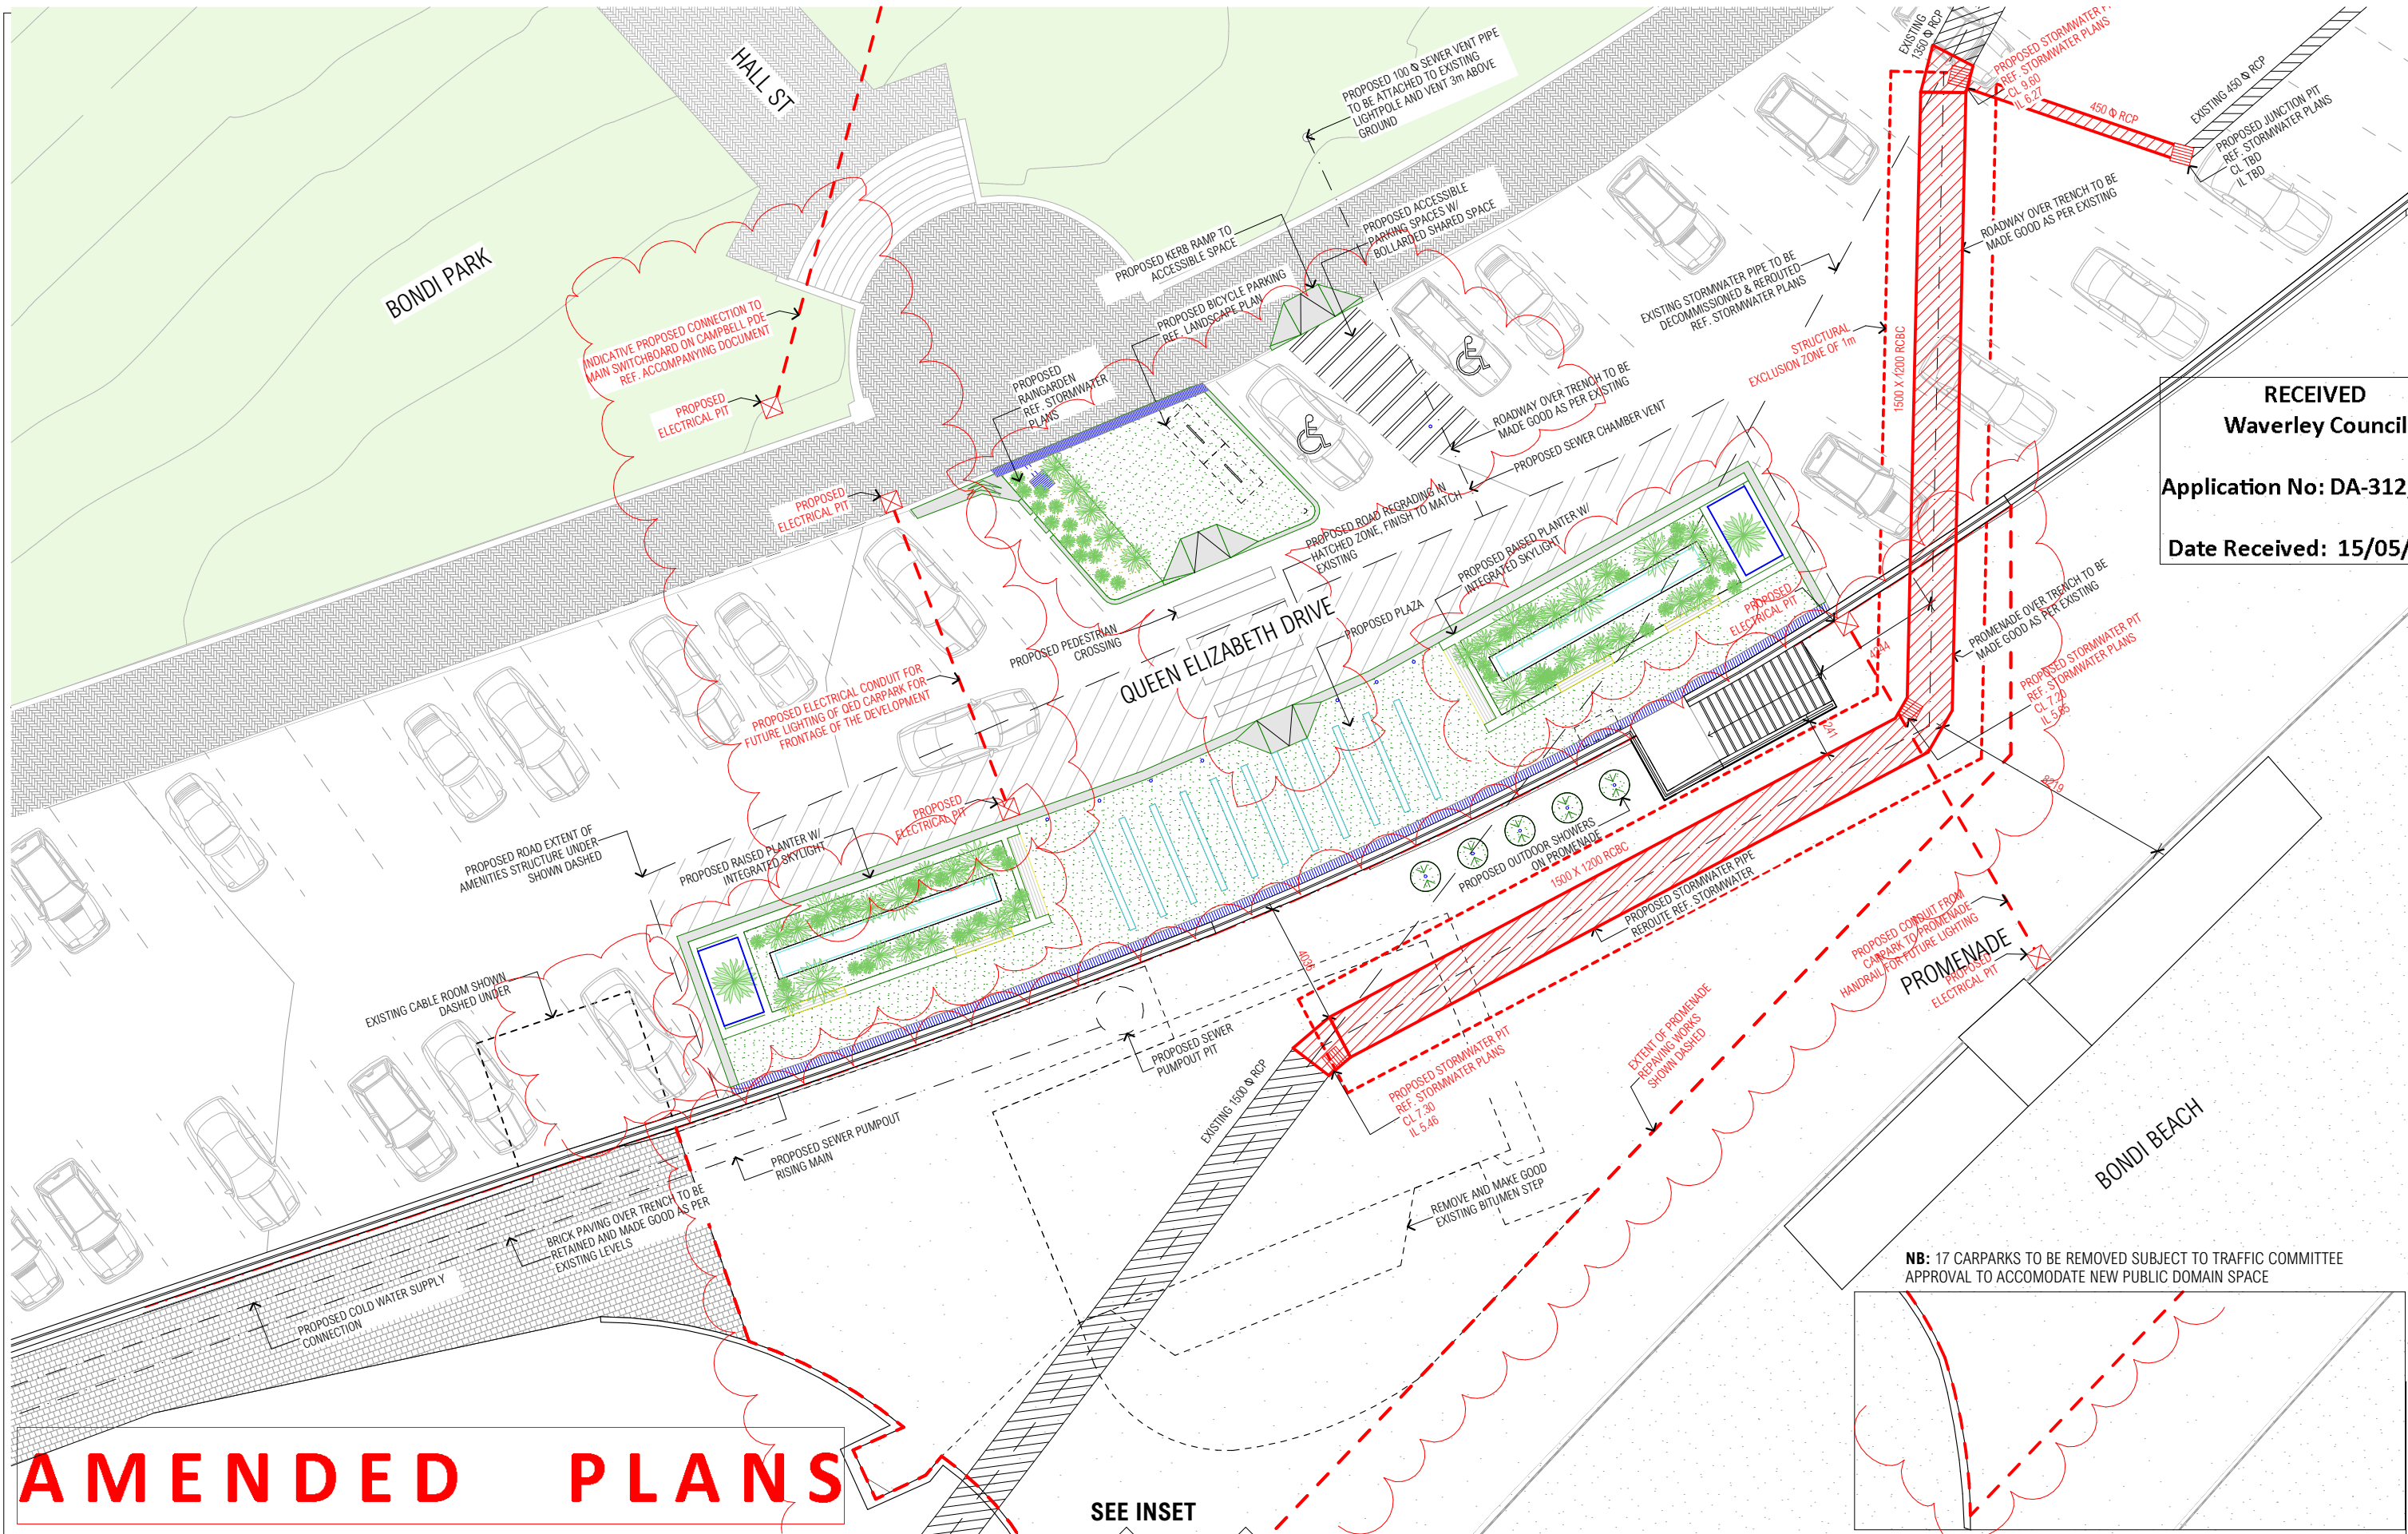 HALL ST
BONDI PARK
PROPOSED 100 Φ SEWER VENT PIPE
TO BE ATTACHED TO EXISTING
LIGHTPOLE AND VENT 3m ABOVE
GROUND
EXISTING
1350 Φ RCP
PROPOSED STORMWATER
REF. STORMWATER PLANS
CL 9.60
IL 6.27
450 Φ RCP
EXISTING 450 Φ RCP
PROPOSED JUNCTION PIT
REF. STORMWATER PLANS
CL TBD
IL TBD
ROADWAY OVER TRENCH TO BE
MADE GOOD AS PER EXISTING
PROPOSED ACCESSIBLE
PARKING SPACES W/
BOLLARDED SHARED SPACE
PROPOSED KERB RAMP TO
ACCESSIBLE SPACE
PROPOSED BICYCLE PARKING
REF. LANDSCAPE PLAN
EXISTING STORMWATER PIPE TO BE
DECOMMISSIONED & REROUTED
REF. STORMWATER PLANS
STRUCTURAL
EXCLUSION ZONE OF 1m
1500 X 1200 RCBC
INDICATIVE PROPOSED CONNECTION TO
MAIN SWITCHBOARD ON CAMPBELL PDE
REF. ACCOMPANYING DOCUMENT
PROPOSED
ELECTRICAL PIT
PROPOSED
RAINGARDEN
REF. STORMWATER
PLANS
ROADWAY OVER TRENCH TO BE
MADE GOOD AS PER EXISTING
PROPOSED SEWER CHAMBER VENT
RECEIVED
Waverley Council
Application No: DA-312
Date Received: 15/05/
PROPOSED
ELECTRICAL PIT
PROPOSED ROAD REGRADING IN
HATCHED ZONE, FINISH TO MATCH
EXISTING
PROPOSED RAISED PLANTER W/
INTEGRATED SKYLIGHT
PROPOSED
ELECTRICAL PIT
PROMENADE OVER TRENCH TO BE
MADE GOOD AS PER EXISTING
PROPOSED STORMWATER PIT
REF. STORMWATER PLANS
CL 7.20
IL 5.65
4244
PROPOSED PEDESTRIAN
CROSSING
QUEEN ELIZABETH DRIVE
PROPOSED PLAZA
PROPOSED ELECTRICAL CONDUIT FOR
FUTURE LIGHTING OF QED CARPARK FOR
FRONTAGE OF THE DEVELOPMENT
1241
8219
PROPOSED
ELECTRICAL PIT
PROPOSED ROAD EXTENT OF
AMENITIES STRUCTURE UNDER
SHOWN DASHED
PROPOSED RAISED PLANTER W/
INTEGRATED SKYLIGHT
PROPOSED OUTDOOR SHOWERS
ON PROMENADE
1500 X 1200 RCBC
PROPOSED STORMWATER PIPE
REROUTE REF. STORMWATER
PROPOSED CONDUIT FROM
CARPARK TO PROMENADE
HANDRAIL FOR FUTURE LIGHTING
PROMENADE
PROPOSED
ELECTRICAL PIT
4036
EXISTING CABLE ROOM SHOWN
DASHED UNDER
PROPOSED SEWER
PUMPOUT PIT
EXISTING 1500 Φ RCP
PROPOSED STORMWATER PIT
REF. STORMWATER PLANS
CL 7.30
IL 5.46
EXTENT OF PROMENADE
REPAVING WORKS
SHOWN DASHED
PROPOSED SEWER PUMPOUT
RISING MAIN
REMOVE AND MAKE GOOD
EXISTING BITUMEN STEP
BRICK PAVING OVER TRENCH TO BE
RETAINED AND MADE GOOD AS PER
EXISTING LEVELS
PROPOSED COLD WATER SUPPLY
CONNECTION
BONDI BEACH
NB: 17 CARPARKS TO BE REMOVED SUBJECT TO TRAFFIC COMMITTEE
APPROVAL TO ACCOMODATE NEW PUBLIC DOMAIN SPACE
AMENDED PLANS
SEE INSET